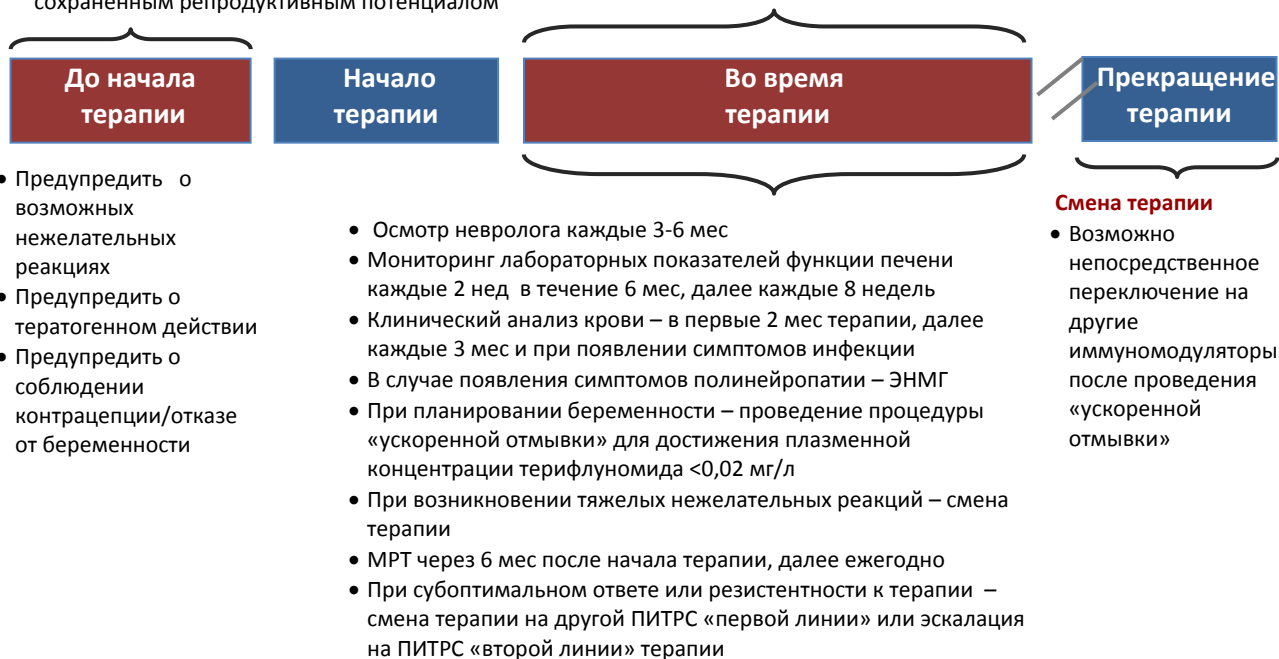 сохраненным репродуктивным потенциалом
До начала
терапии
Начало
терапии
Во время
терапии
Прекращение
терапии
• Предупредить о
возможных
нежелательных
реакциях
• Предупредить о
тератогенном действии
• Предупредить о
соблюдении
контрацепции/отказе
от беременности
• Осмотр невролога каждые 3-6 мес
• Мониторинг лабораторных показателей функции печени
каждые 2 нед в течение 6 мес, далее каждые 8 недель
• Клинический анализ крови – в первые 2 мес терапии, далее
каждые 3 мес и при появлении симптомов инфекции
• В случае появления симптомов полинейропатии – ЭНМГ
• При планировании беременности – проведение процедуры
«ускоренной отмывки» для достижения плазменной
концентрации терифлуномида <0,02 мг/л
• При возникновении тяжелых нежелательных реакций – смена
терапии
• МРТ через 6 мес после начала терапии, далее ежегодно
• При субоптимальном ответе или резистентности к терапии –
смена терапии на другой ПИТРС «первой линии» или эскалация
на ПИТРС «второй линии» терапии
Смена терапии
• Возможно
непосредственное
переключение на
другие
иммуномодуляторы
после проведения
«ускоренной
отмывки»